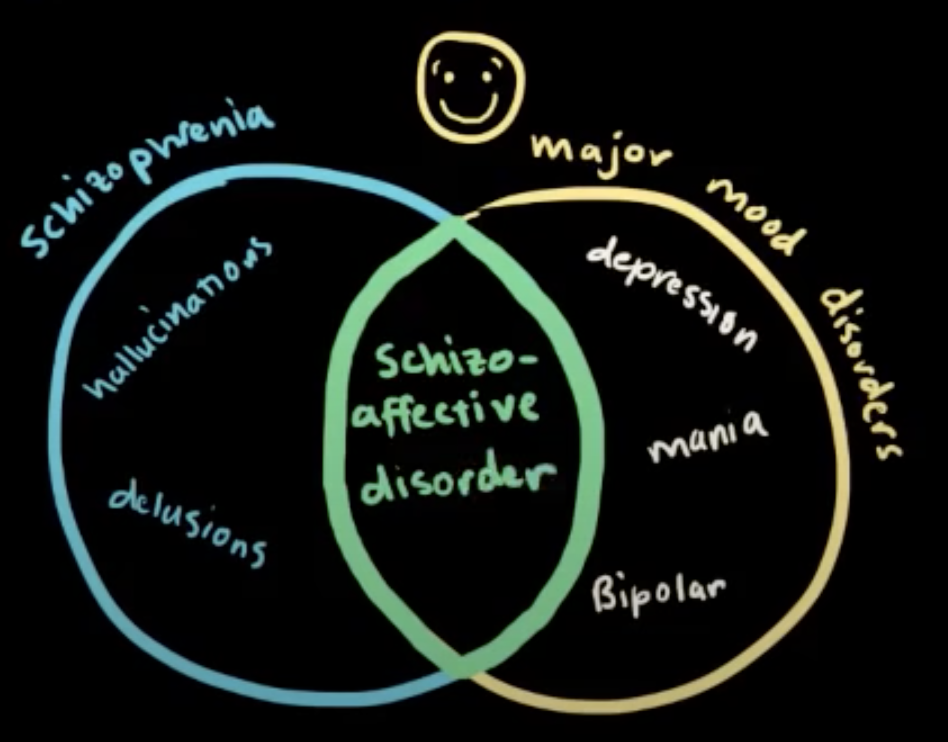 Schizophrenia
major mood disorders
hallucinations
delusions
Schizo-
affective
disorder
depression
mania
Bipolar